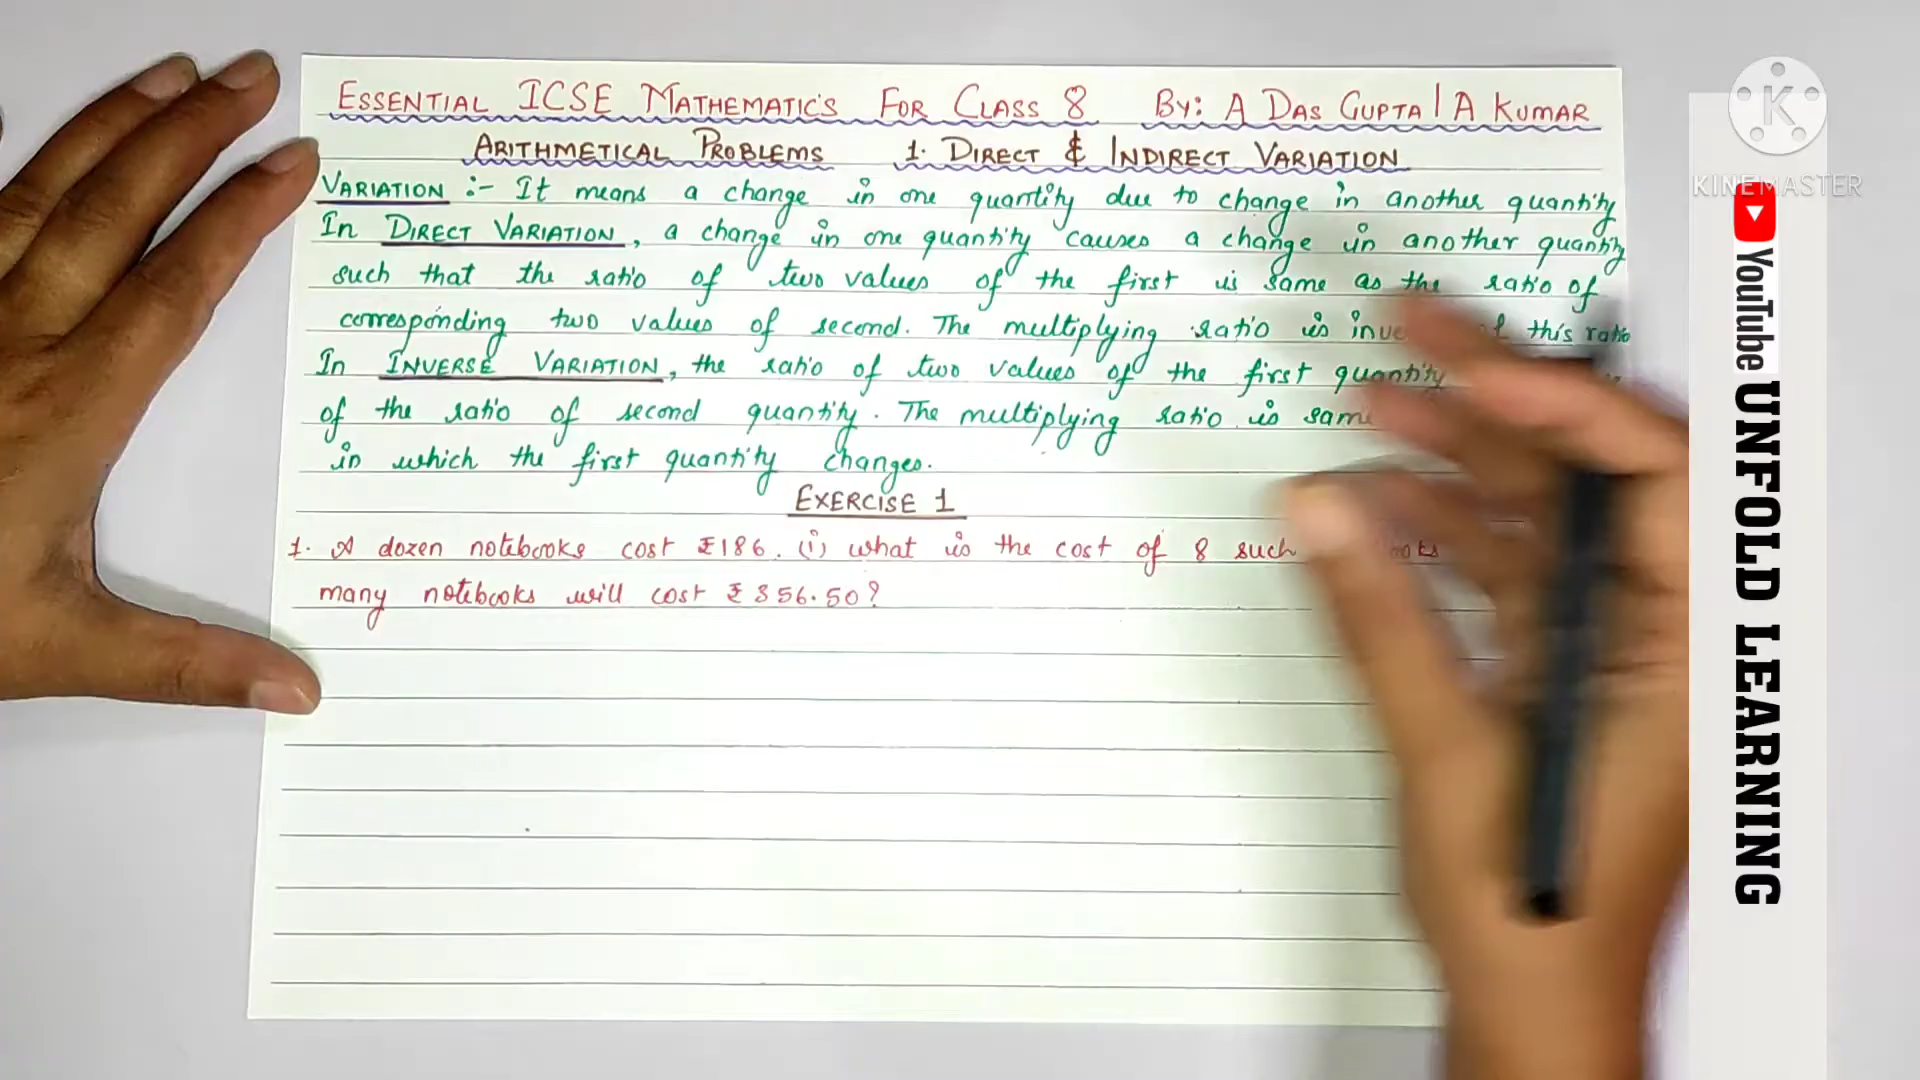 ESSENTIAL ICSE MATHEMATICS FOR CLASS 8 BY: A DAS GUPTA | A KUMAR
ARITHMETICAL PROBLEMS 1. DIRECT & INDIRECT VARIATION
VARIATION :- It means a change in one quantity due to change in another quantity
In DIRECT VARIATION, a change in one quantity causes a change in another quantity
such that the ratio of two values of the first is same as the ratio of
corresponding two values of second. The multiplying ratio is of this ratio
In INVERSE VARIATION, the ratio of two values of the first quantity
of the ratio of second quantity. The multiplying ratio is same
in which the first quantity changes.
EXERCISE 1
1. A dozen notebooks cost ₹186. (i) what is the cost of 8 such
many notebooks will cost ₹356.50?
K
KINEMASTER
YouTube UNFOLD LEARNING